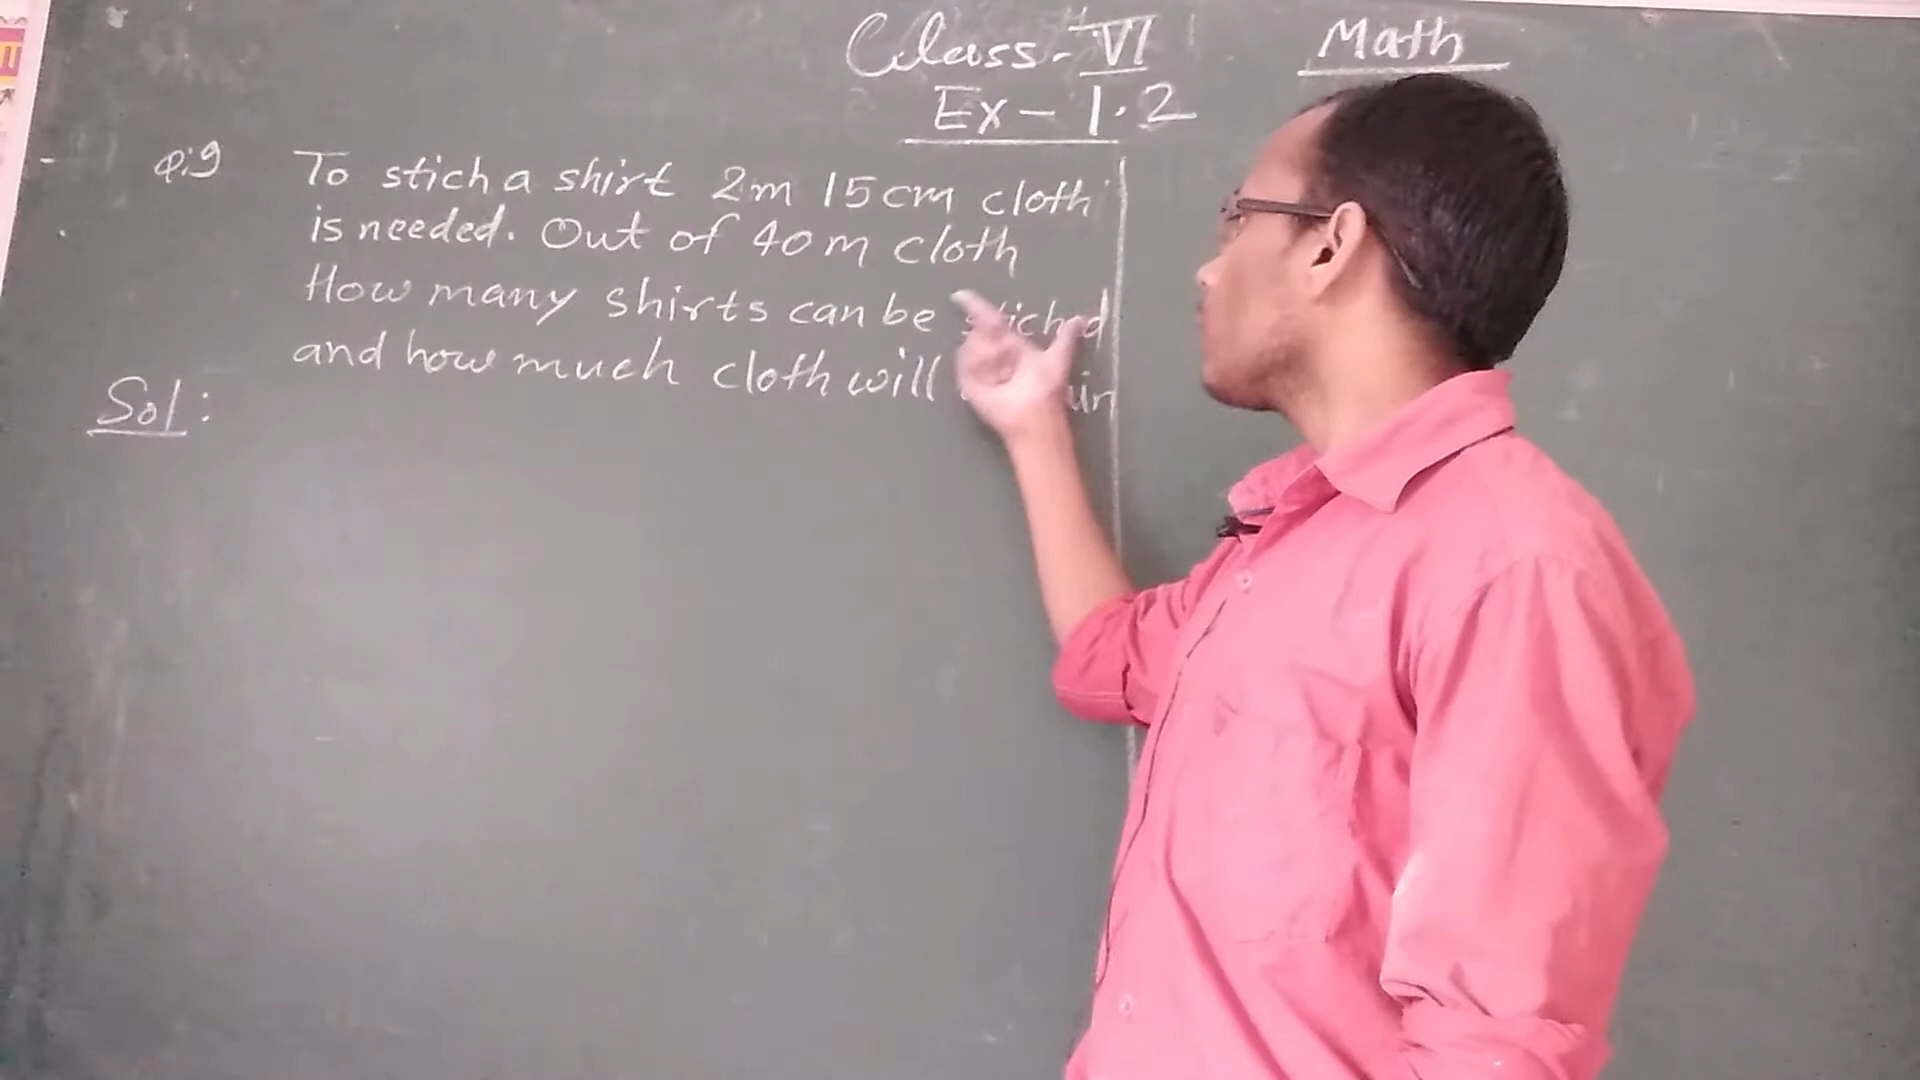 Class-VI Math
Ex-1.2
Q:9 To stich a shirt 2m 15cm cloth
is needed. Out of 40m cloth
How many shirts can be stiched
and how much cloth will
Sol: